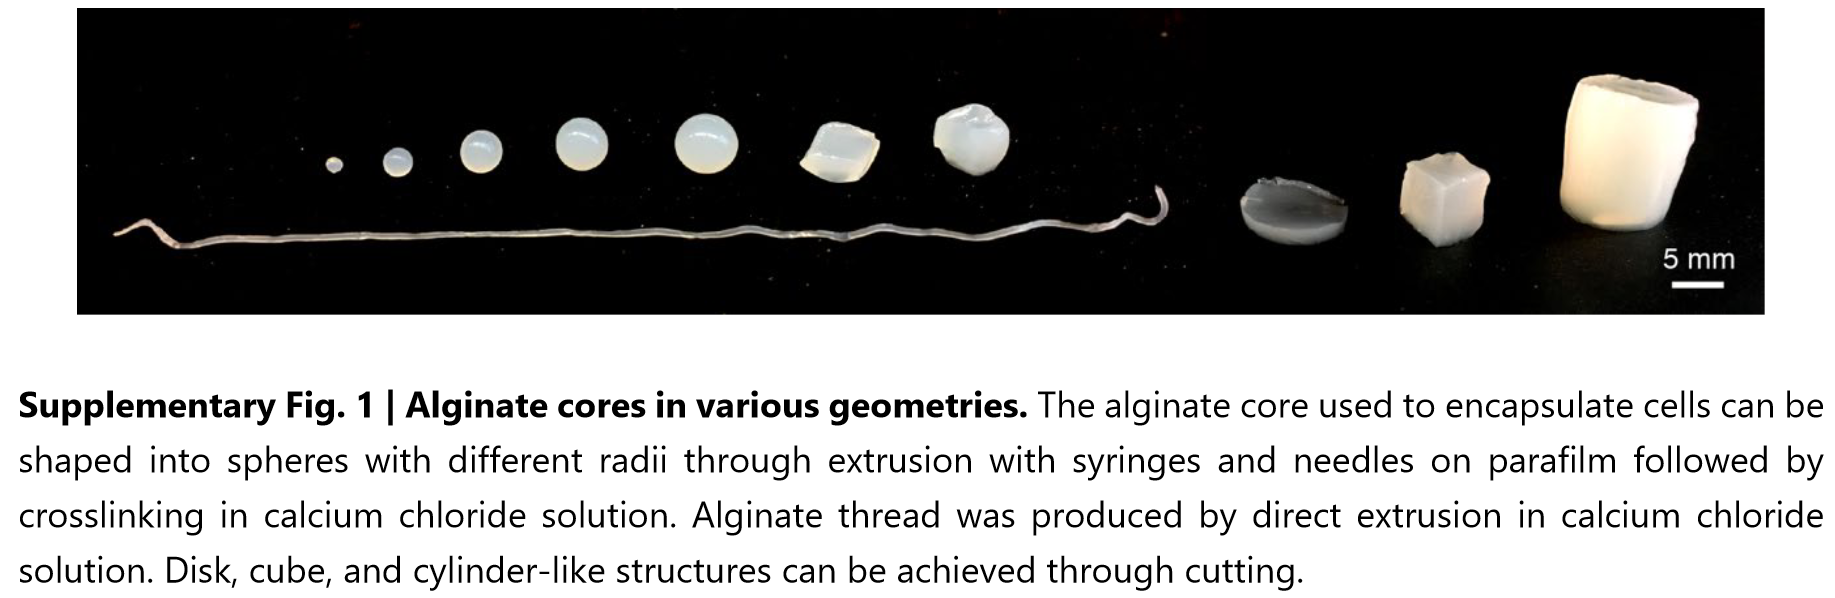 5 mm
Supplementary Fig. 1 | Alginate cores in various geometries. The alginate core used to encapsulate cells can be
shaped into spheres with different radii through extrusion with syringes and needles on parafilm followed by
crosslinking in calcium chloride solution. Alginate thread was produced by direct extrusion in calcium chloride
solution. Disk, cube, and cylinder-like structures can be achieved through cutting.